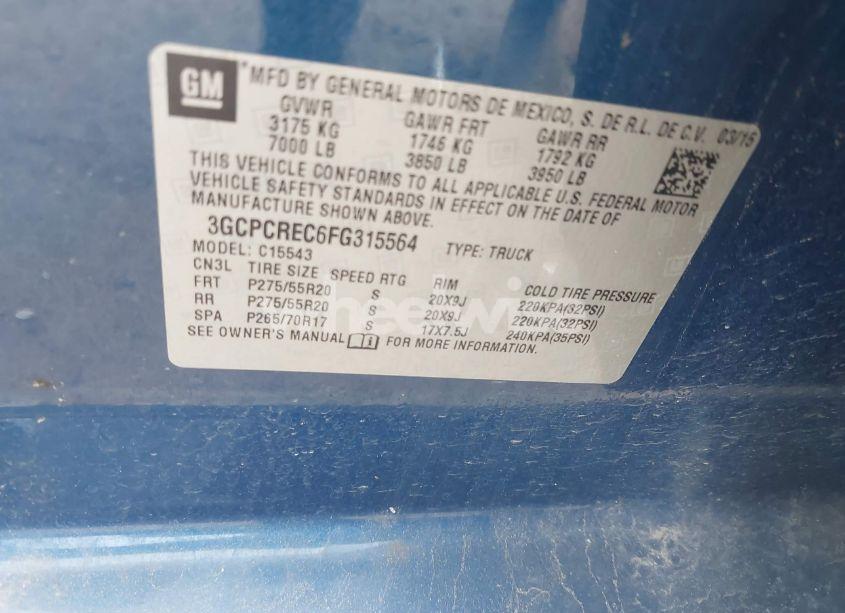 GM *MFD BY GENERAL MOTORS DE MEXICO, S. DE R.L. DE C.V. 03/15
GVWR GAWR FRT GAWR RR
3175 KG 1746 KG 1792 KG
7000 LB 3850 LB 3950 LB
THIS VEHICLE CONFORMS TO ALL APPLICABLE U.S. FEDERAL MOTOR
VEHICLE SAFETY STANDARDS IN EFFECT ON THE DATE OF
MANUFACTURE SHOWN ABOVE.
3GCPCREC6FG315564
MODEL: C15543 TYPE: TRUCK
CN3L TIRE SIZE SPEED RTG RIM COLD TIRE PRESSURE
FRT P275/55R20 S 20X9J 220KPA(32PSI)
RR P275/55R20 S 20X9J 220KPA(32PSI)
SPA P265/70R17 S 17X7.5J 240KPA(35PSI)
SEE OWNER'S MANUAL FOR MORE INFORMATION.